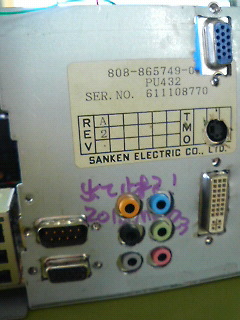 808-865749-0
PU432
SER.NO. 611108770
REV A TMO
2
SANKEN ELECTRIC CO., LTD.